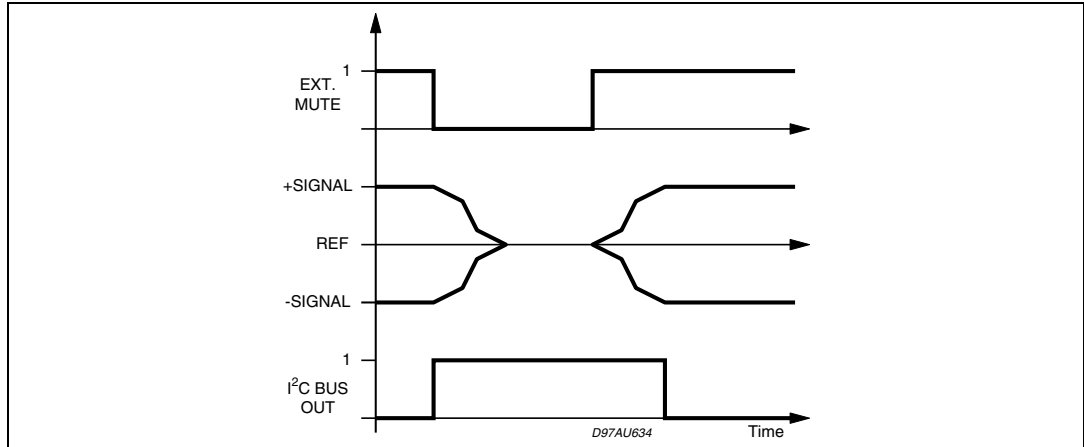 1
EXT.
MUTE
+SIGNAL
REF
-SIGNAL
1
I²C BUS
OUT
D97AU634
Time